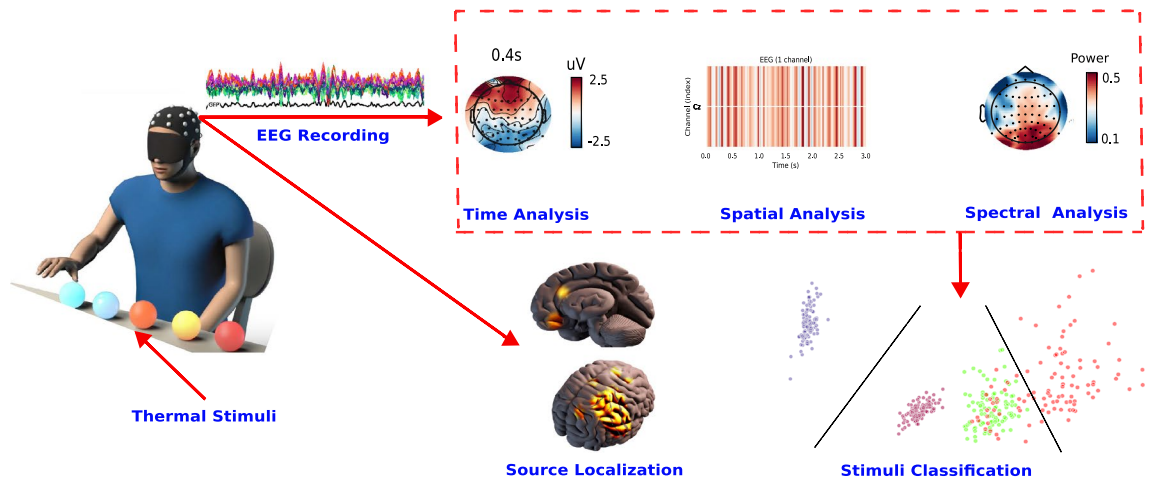 0.4s
uV
2.5
-2.5
EEG (1 channel)
Channel (index)
0.0 0.5 1.0 1.5 2.0 2.5 3.0
Time (s)
Power
0.5
0.1
GFP
EEG Recording
Time Analysis
Spatial Analysis
Spectral Analysis
Thermal Stimuli
Source Localization
Stimuli Classification